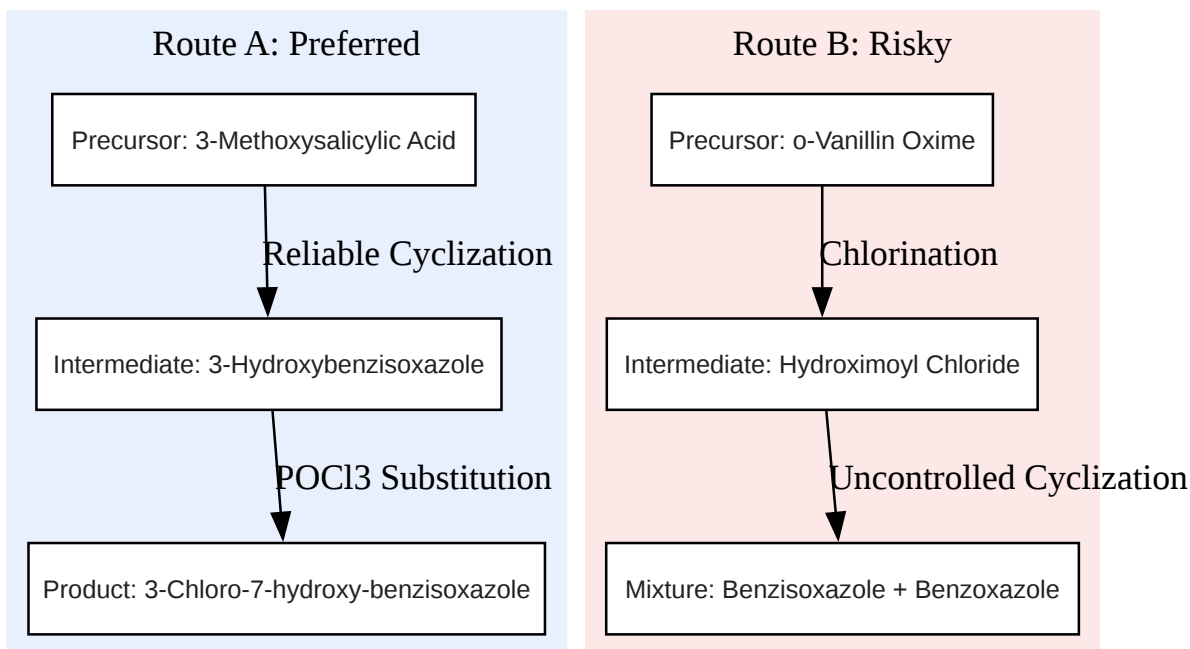 Route A: Preferred
Precursor: 3-Methoxysalicylic Acid
Reliable Cyclization
Intermediate: 3-Hydroxybenzisoxazole
POCl3 Substitution
Product: 3-Chloro-7-hydroxy-benzisoxazole
Route B: Risky
Precursor: o-Vanillin Oxime
Chlorination
Intermediate: Hydroximoyl Chloride
Uncontrolled Cyclization
Mixture: Benzisoxazole + Benzoxazole